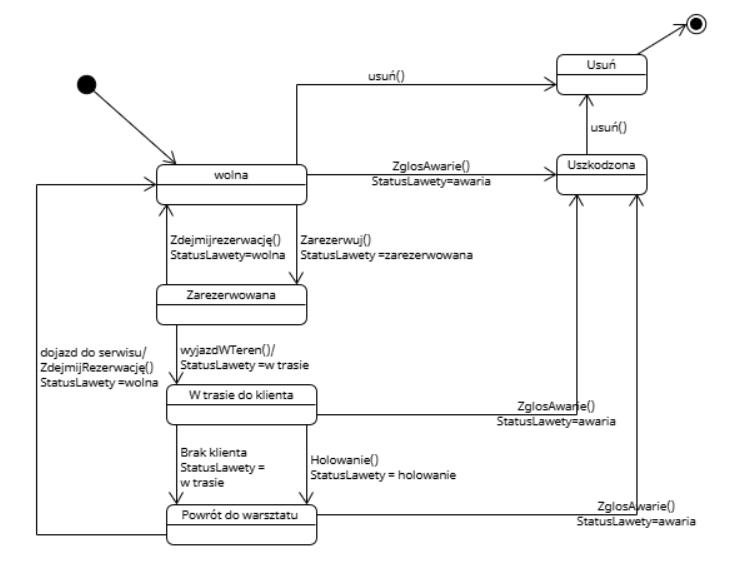 Usuń
usuń()
usuń()
wolna
ZglosAwarie()
StatusLawety=awaria
Uszkodzona
Zdejmijrezerwację()
StatusLawety=wolna
Zarezerwuj()
StatusLawety =zarezerwowana
Zarezerwowana
dojazd do serwisu/
ZdejmijRezerwację()
StatusLawety =wolna
wyjazdWTeren()/
StatusLawety =w trasie
W trasie do klienta
ZglosAwarie()
StatusLawety=awaria
Brak klienta
StatusLawety =
w trasie
Holowanie()
StatusLawety = holowanie
Powrót do warsztatu
ZglosAwarie()
StatusLawety=awaria